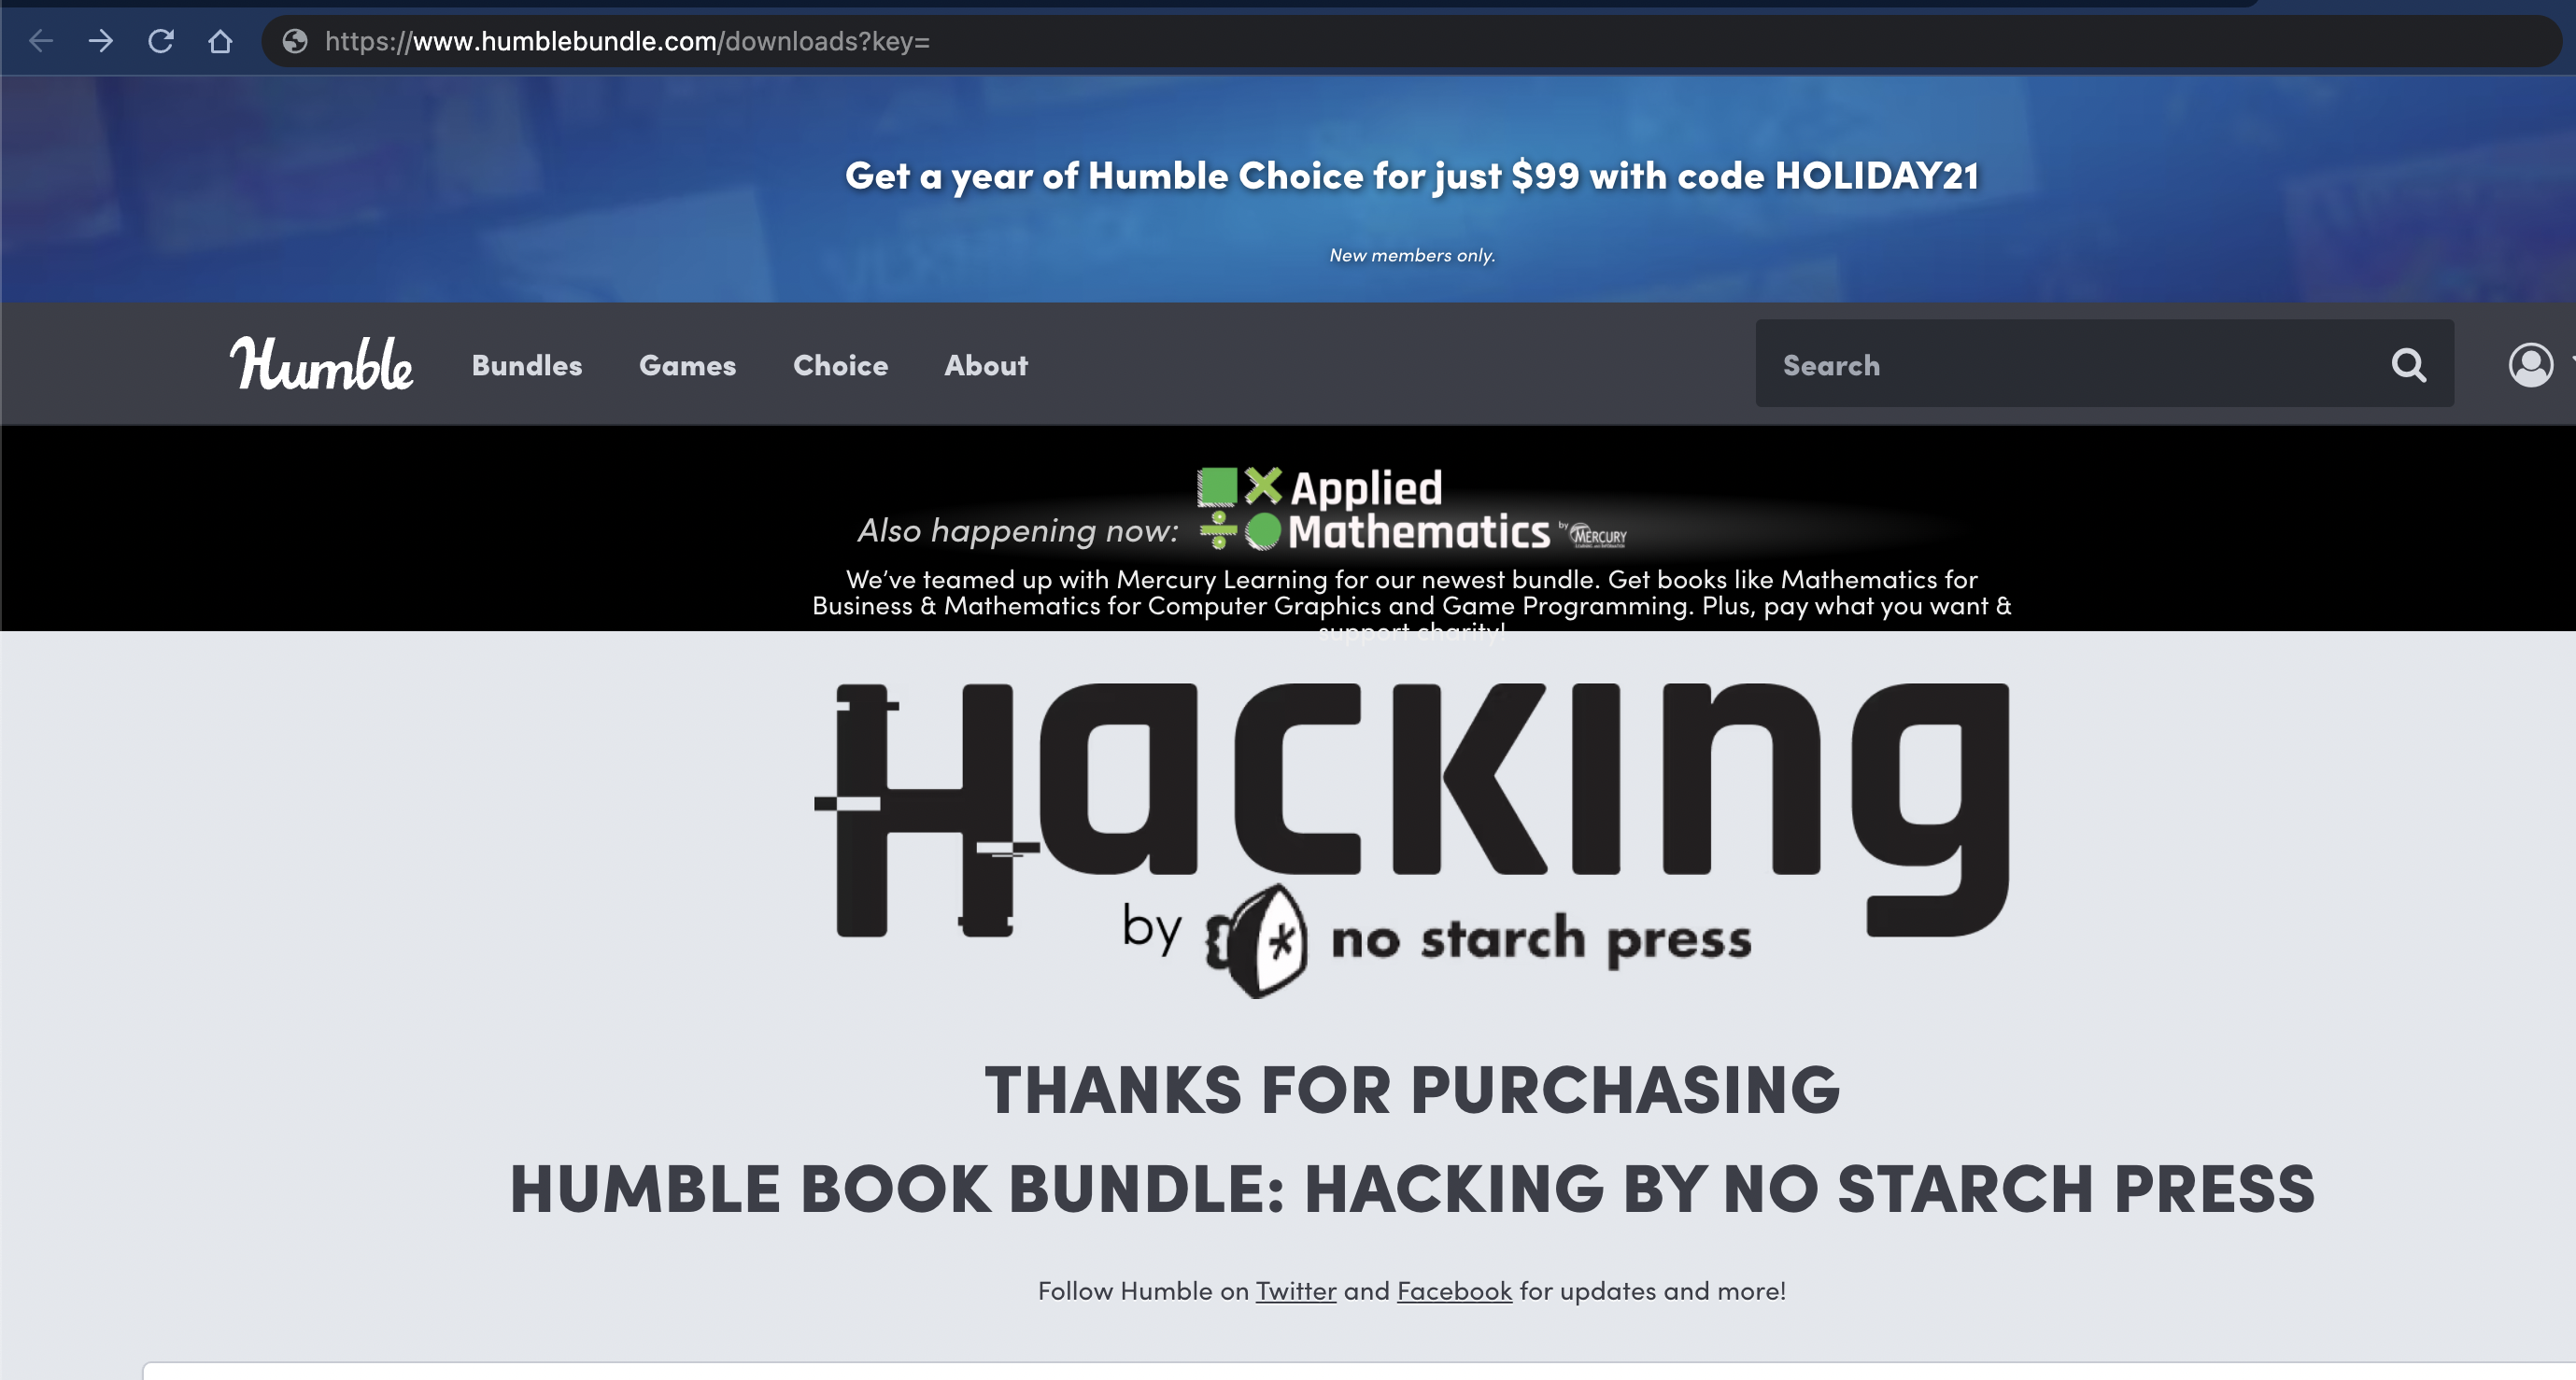 https://www.humblebundle.com/downloads?key=
Get a year of Humble Choice for just $99 with code HOLIDAY21
New members only.
Humble Bundles Games Choice About Search
Also happening now: Applied Mathematics by MERCURY
We’ve teamed up with Mercury Learning for our newest bundle. Get books like Mathematics for
Business & Mathematics for Computer Graphics and Game Programming. Plus, pay what you want &
support charity!
Hacking
by no starch press
THANKS FOR PURCHASING
HUMBLE BOOK BUNDLE: HACKING BY NO STARCH PRESS
Follow Humble on Twitter and Facebook for updates and more!